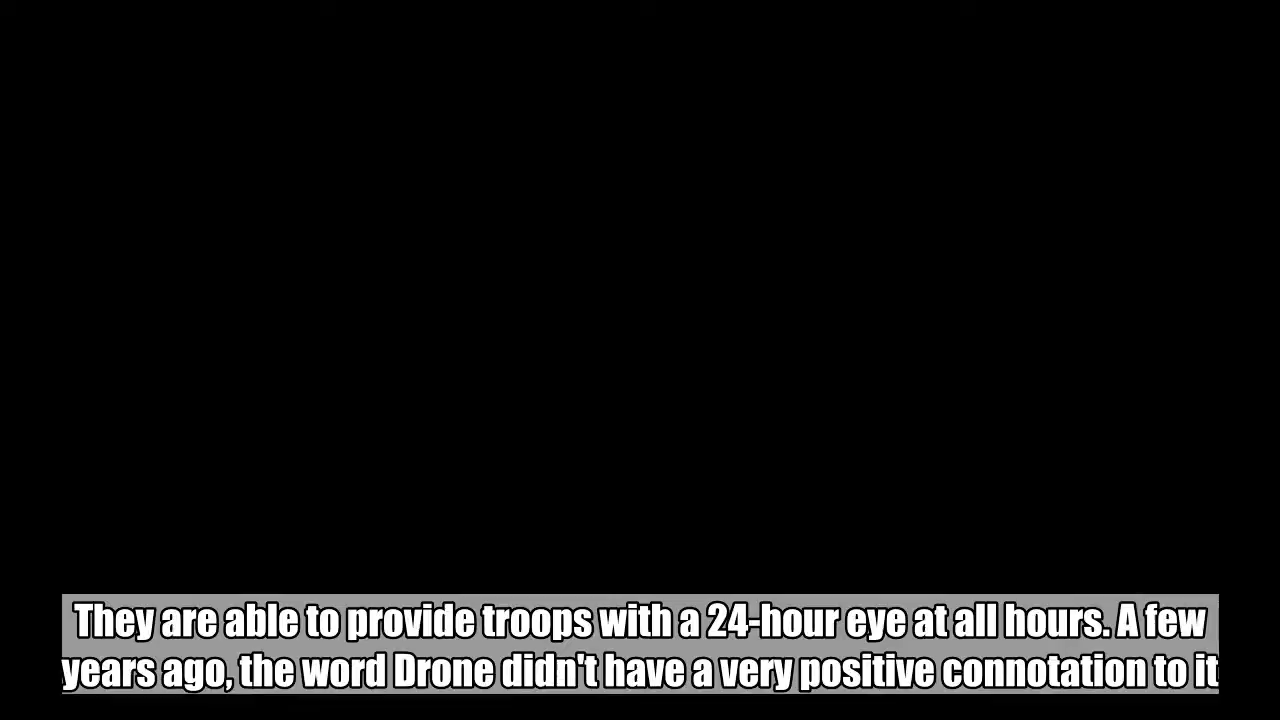 They are able to provide troops with a 24-hour eye at all hours. A few
years ago, the word Drone didn't have a very positive connotation to it